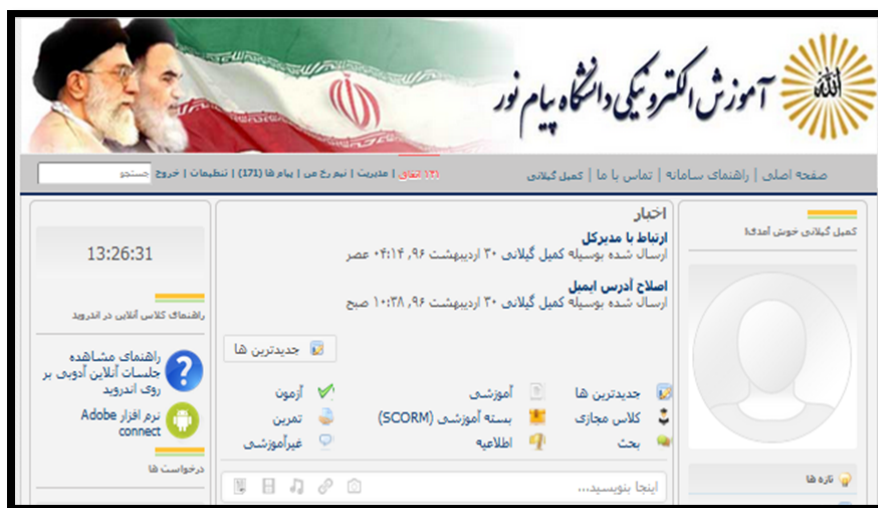 آموزش الکترونیکی دانشگاه پیام نور
صفحه اصلی | راهنمای سامانه | تماس با ما | کمیل گیلانی
(۲) اتفاق | مدیریت | نیم رخ من | پیام ها (171) | تنظیمات | خروج
جستجو
کمیل گیلانی خوش آمدی!
تازه ها
اخبار
ارتباط با مدیرکل
ارسال شده بوسیله کمیل گیلانی ۳۰ اردیبهشت ۹۶, ۰۴:۱۴ عصر
اصلاح آدرس ایمیل
ارسال شده بوسیله کمیل گیلانی ۳۰ اردیبهشت ۹۶, ۱۰:۳۸ صبح
جدیدترین ها
جدیدترین ها
آموزشی
آزمون
کلاس مجازی
بسته آموزشی (SCORM)
تمرین
بحث
اطلاعیه
غیرآموزشی
اینجا بنویسید...
13:26:31
راهنمای کلاس آنلاین در اندروید
راهنمای مشاهده
جلسات آنلاین آدوبی بر
روی اندروید
نرم افزار Adobe
connect
درخواست ها